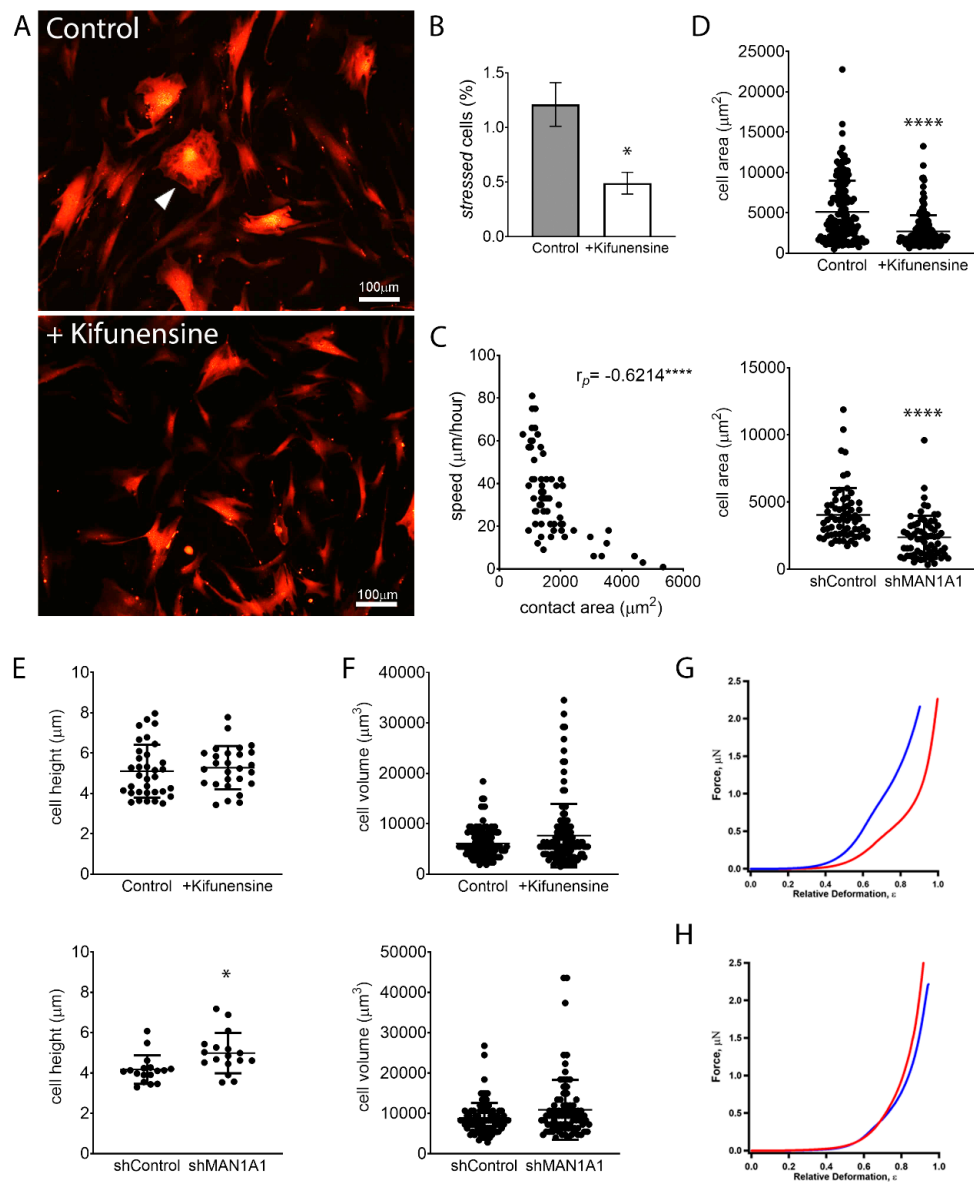 A
Control
100μm
+ Kifunensine
100μm
B
stressed cells (%)
1.5
1.0
0.5
0.0
*
Control
+Kifunensine
C
speed (μm/hour)
100
80
60
40
20
0
rp= -0.6214****
0
2000
4000
6000
contact area (μm²)
D
cell area (μm²)
25000
20000
15000
10000
5000
0
****
Control
+Kifunensine
cell area (μm²)
15000
10000
5000
0
****
shControl
shMAN1A1
E
cell height (μm)
10
8
6
4
2
0
Control
+Kifunensine
cell height (μm)
10
8
6
4
2
0
*
shControl
shMAN1A1
F
cell volume (μm³)
40000
30000
20000
10000
0
Control
+Kifunensine
cell volume (μm³)
50000
40000
30000
20000
10000
0
shControl
shMAN1A1
G
Force, μN
2.5
2.0
1.5
1.0
0.5
0.0
0.0
0.2
0.4
0.6
0.8
1.0
Relative Deformation, ε
H
Force, μN
2.5
2.0
1.5
1.0
0.5
0.0
0.0
0.2
0.4
0.6
0.8
1.0
Relative Deformation, ε